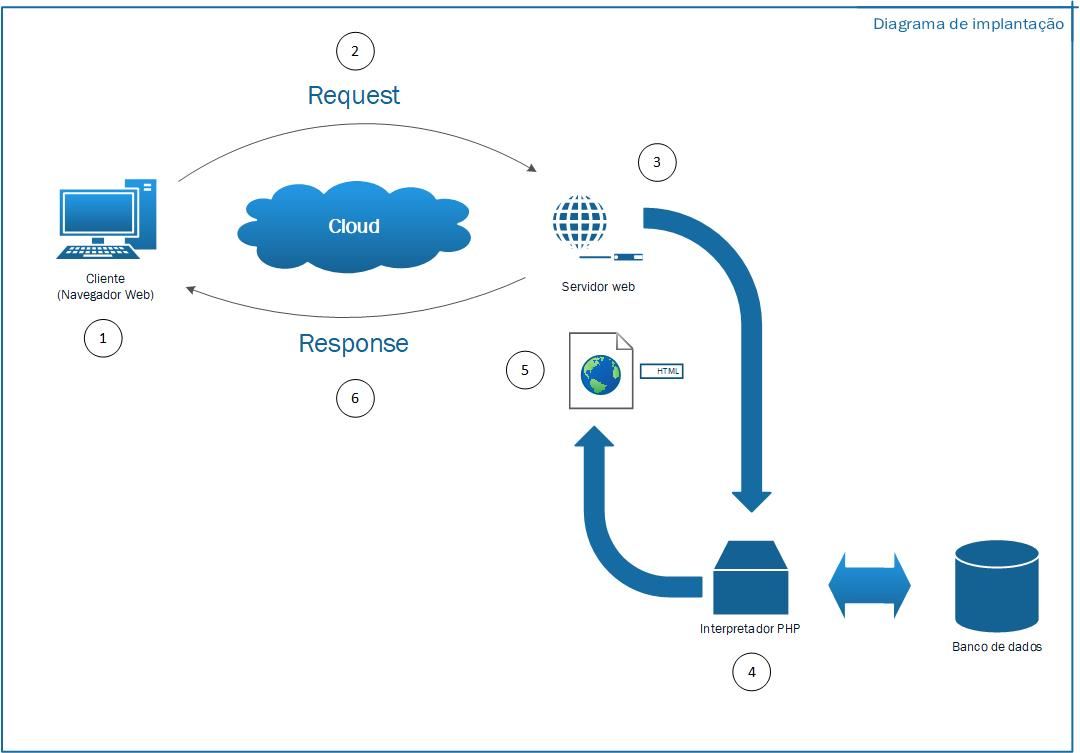 Diagrama de implantação
2
Request
3
Cloud
Cliente
(Navegador Web)
Servidor web
1
Response
5
HTML
6
Interpretador PHP
Banco de dados
4